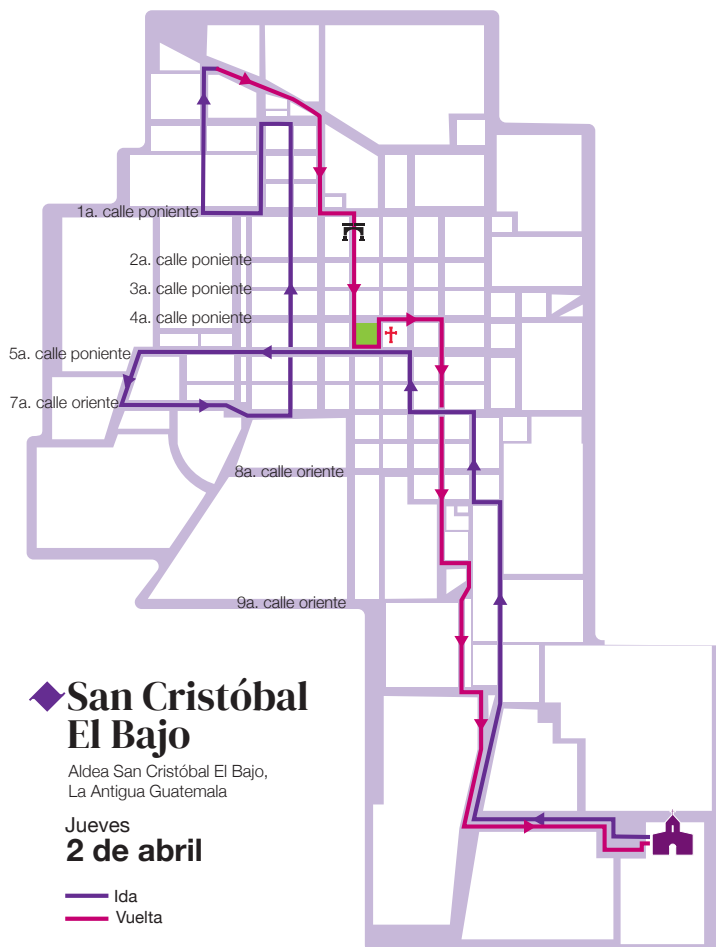 1a. calle poniente
2a. calle poniente
3a. calle poniente
4a. calle poniente
5a. calle poniente
7a. calle oriente
8a. calle oriente
9a. calle oriente
San Cristóbal
El Bajo
Aldea San Cristóbal El Bajo,
La Antigua Guatemala
Jueves
2 de abril
Ida
Vuelta